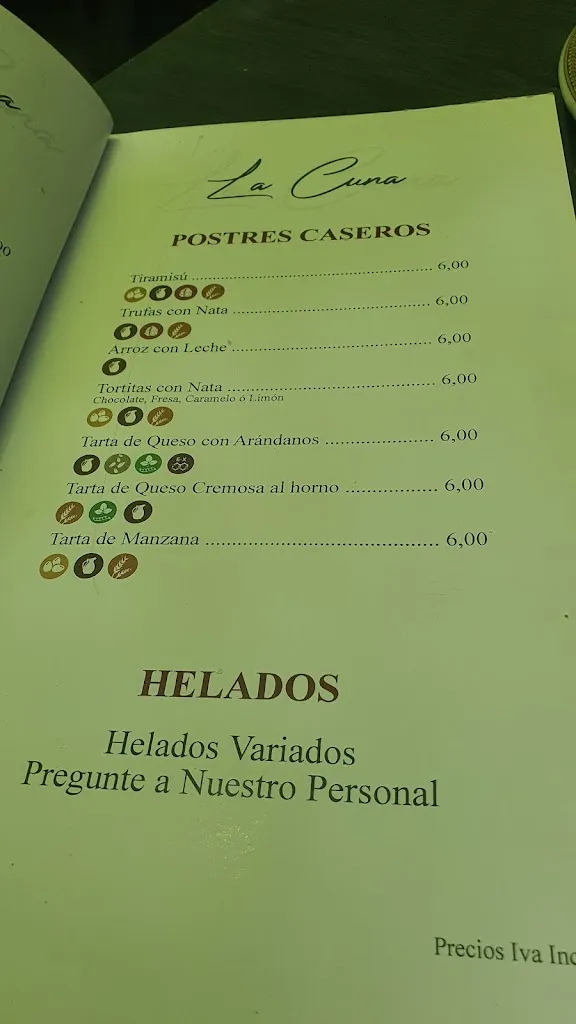 La Cuna
POSTRES CASEROS
Tiramisú ........................................................ 6,00
Trufas con Nata ............................................... 6,00
Arroz con Leche ................................................ 6,00
Tortitas con Nata ................................................ 6,00
Chocolate, Fresa, Caramelo ó Limón
Tarta de Queso con Arándanos ......................... 6,00
Tarta de Queso Cremosa al horno ..................... 6,00
Tarta de Manzana ................................................ 6,00
HELADOS
Helados Variados
Pregunte a Nuestro Personal
Precios Iva Inc